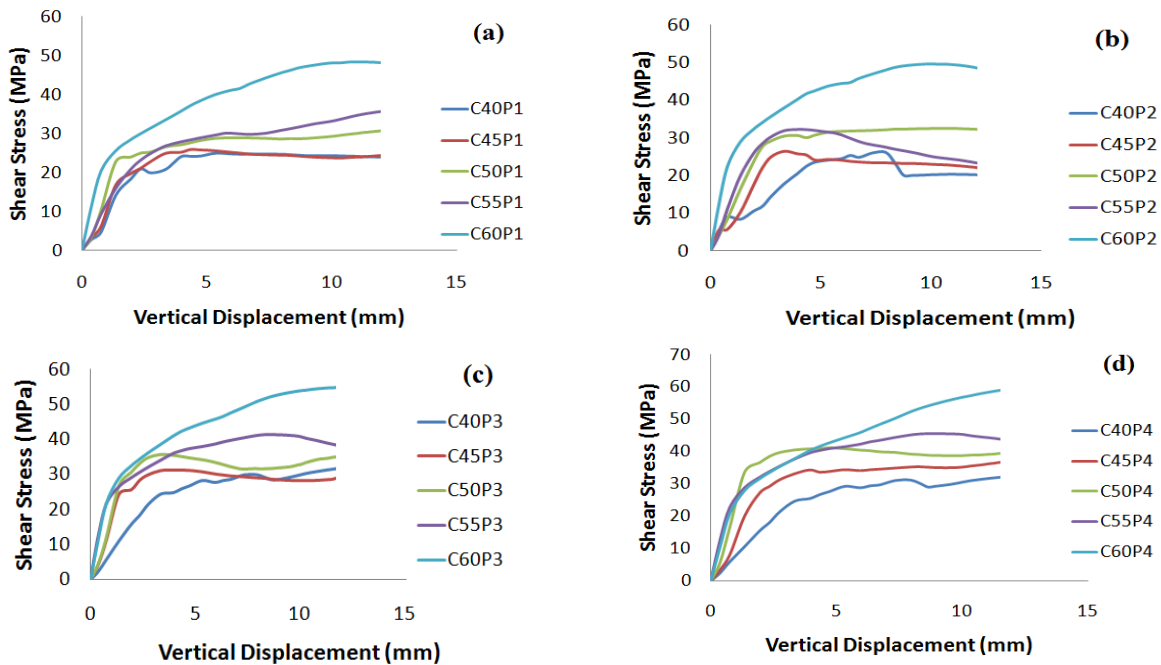 (a)
Shear Stress (MPa)
60
50
40
30
20
10
0
0
5
10
15
Vertical Displacement (mm)
C40P1
C45P1
C50P1
C55P1
C60P1
(b)
Shear Stress (MPa)
60
50
40
30
20
10
0
0
5
10
15
Vertical Displacement (mm)
C40P2
C45P2
C50P2
C55P2
C60P2
(c)
Shear Stress (MPa)
60
50
40
30
20
10
0
0
5
10
15
Vertical Displacement (mm)
C40P3
C45P3
C50P3
C55P3
C60P3
(d)
Shear Stress (MPa)
70
60
50
40
30
20
10
0
0
5
10
15
Vertical Displacement (mm)
C40P4
C45P4
C50P4
C55P4
C60P4